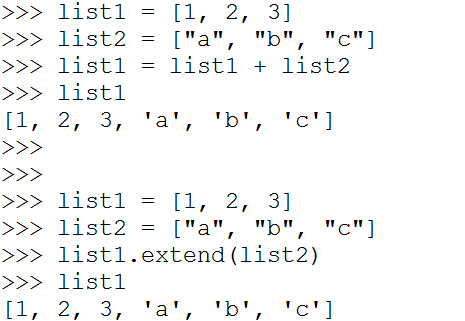 >>> list1 = [1, 2, 3]
>>> list2 = ["a", "b", "c"]
>>> list1 = list1 + list2
>>> list1
[1, 2, 3, 'a', 'b', 'c']
>>>
>>>
>>> list1 = [1, 2, 3]
>>> list2 = ["a", "b", "c"]
>>> list1.extend(list2)
>>> list1
[1, 2, 3, 'a', 'b', 'c']